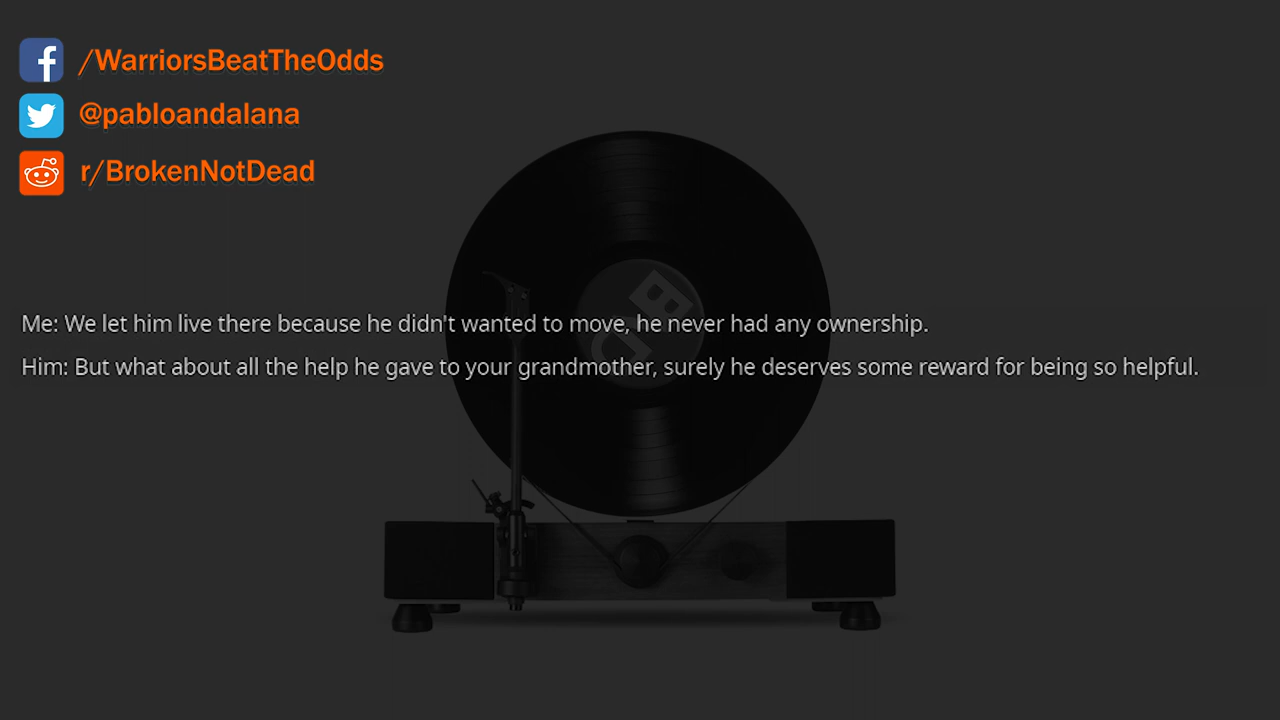 /WarriorsBeatTheOdds
@pabloandalana
r/BrokenNotDead
Me: We let him live there because he didn't wanted to move, he never had any ownership.
Him: But what about all the help he gave to your grandmother, surely he deserves some reward for being so helpful.